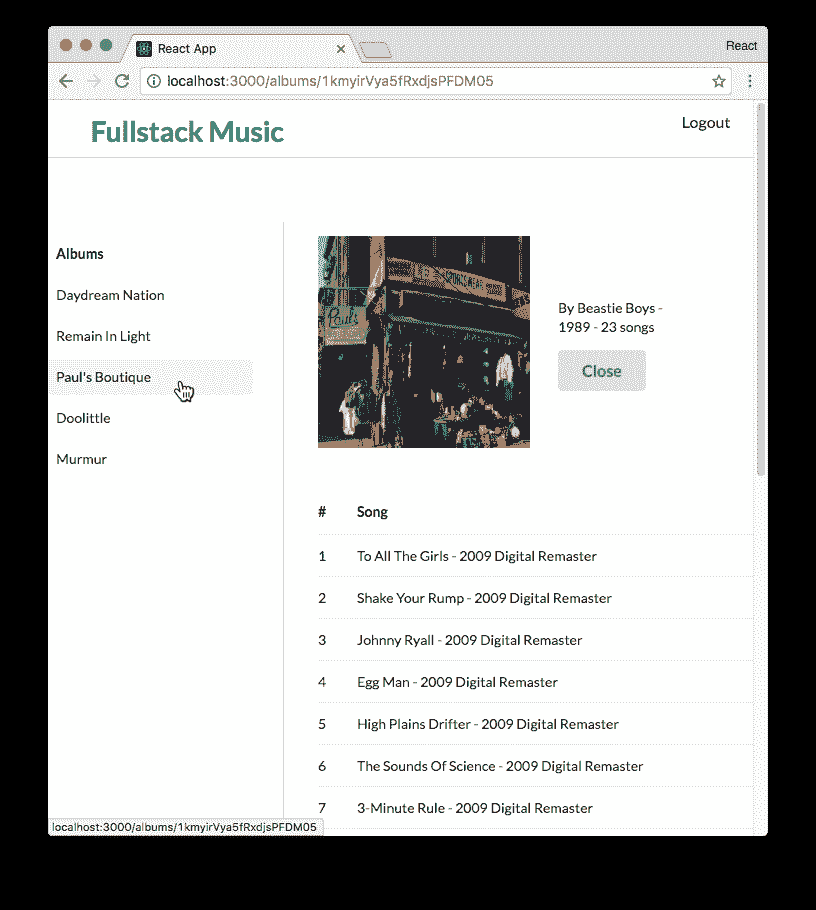 React App
React
localhost:3000/albums/1kmyirVya5fRxdjsPFDM05
Fullstack Music
Logout
Albums
Daydream Nation
Remain In Light
Paul's Boutique
Doolittle
Murmur
Paul's
By Beastie Boys -
1989 - 23 songs
Close
# Song
1 To All The Girls - 2009 Digital Remaster
2 Shake Your Rump - 2009 Digital Remaster
3 Johnny Ryall - 2009 Digital Remaster
4 Egg Man - 2009 Digital Remaster
5 High Plains Drifter - 2009 Digital Remaster
6 The Sounds Of Science - 2009 Digital Remaster
7 3-Minute Rule - 2009 Digital Remaster
localhost:3000/albums/1kmyirVya5fRxdjsPFDM05